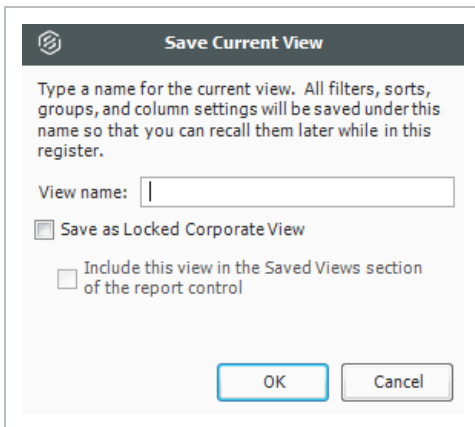 Save Current View
Type a name for the current view.  All filters, sorts,
groups, and column settings will be saved under this
name so that you can recall them later while in this
register.
View name:
Save as Locked Corporate View
Include this view in the Saved Views section
of the report control
OK
Cancel